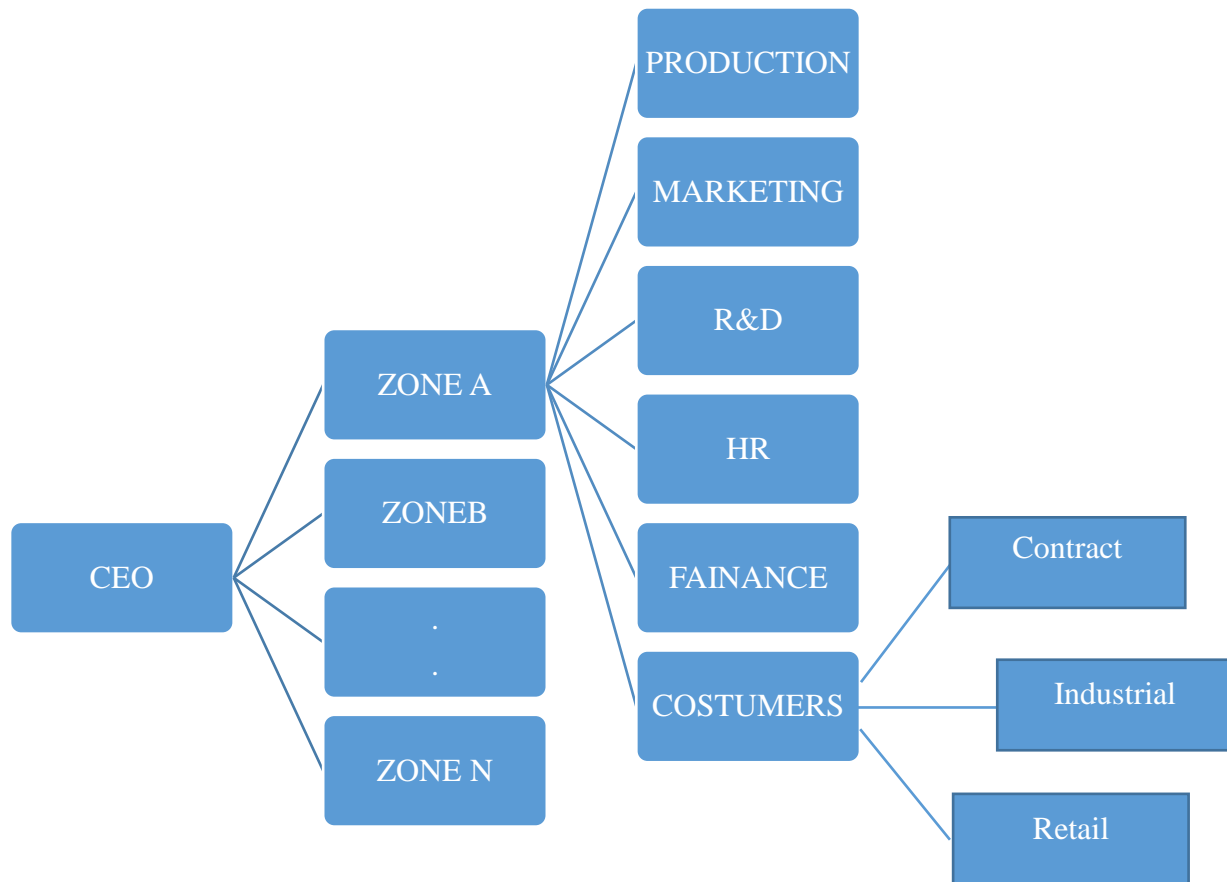 PRODUCTION
MARKETING
R&D
ZONE A
HR
ZONEB
CEO
FAINANCE
Contract
.
.
COSTUMERS
Industrial
ZONE N
Retail